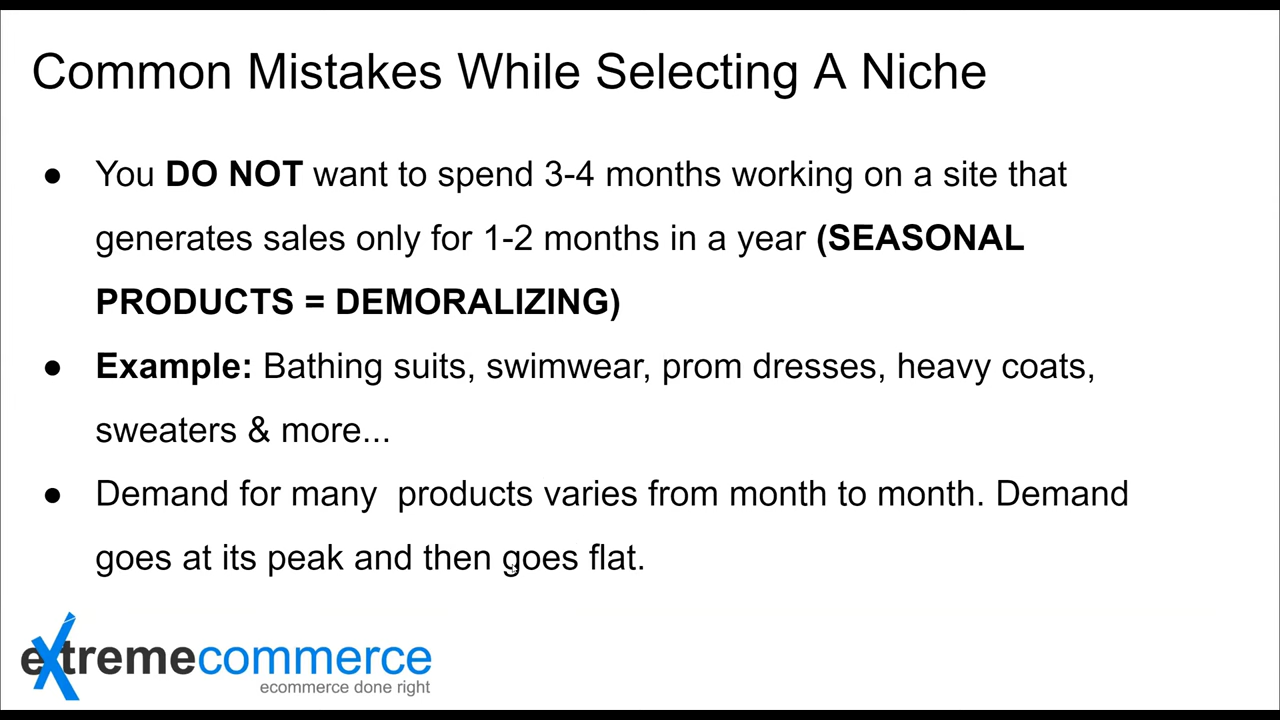 Common Mistakes While Selecting A Niche
● You DO NOT want to spend 3-4 months working on a site that
generates sales only for 1-2 months in a year (SEASONAL
PRODUCTS = DEMORALIZING)
● Example: Bathing suits, swimwear, prom dresses, heavy coats,
sweaters & more...
● Demand for many  products varies from month to month. Demand
goes at its peak and then goes flat.
extremecommerce
ecommerce done right